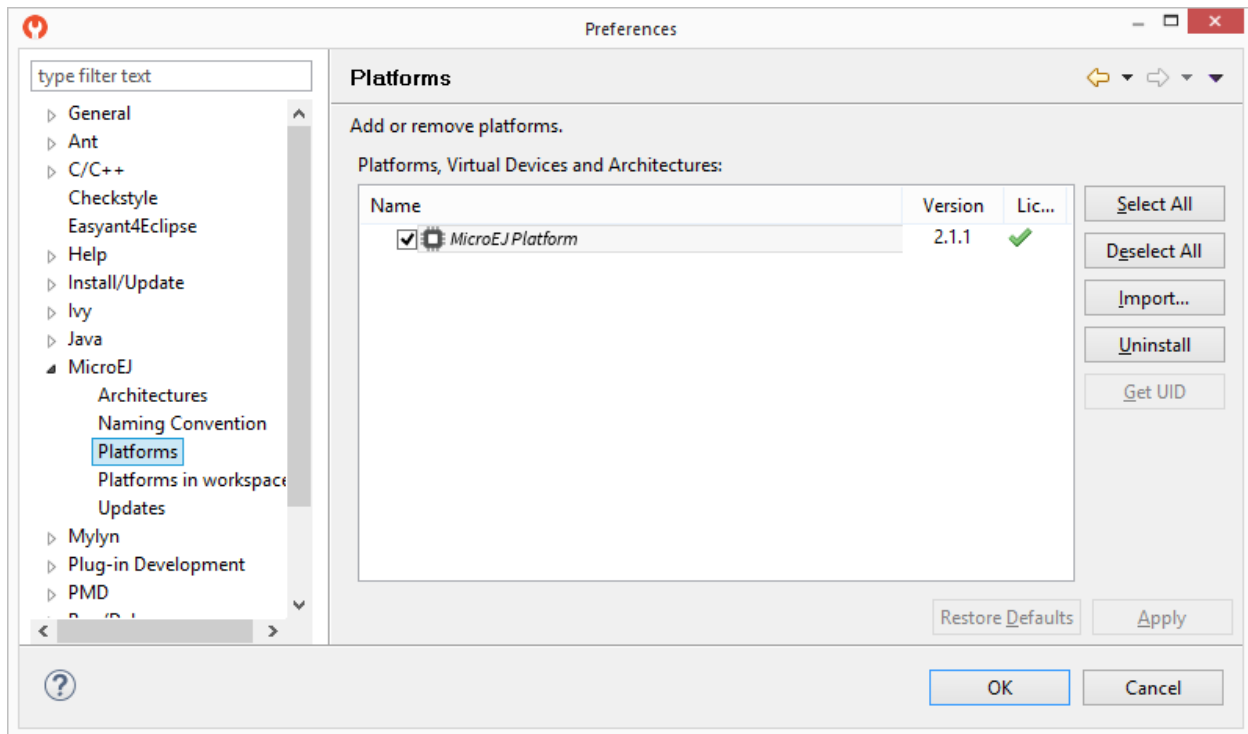 Preferences
type filter text
General
Ant
C/C++
Checkstyle
Easyant4Eclipse
Help
Install/Update
Ivy
Java
MicroEJ
Architectures
Naming Convention
Platforms
Platforms in workspace
Updates
Mylyn
Plug-in Development
PMD
Platforms
Add or remove platforms.
Platforms, Virtual Devices and Architectures:
Name Version Lic...
MicroEJ Platform 2.1.1
Select All
Deselect All
Import...
Uninstall
Get UID
Restore Defaults Apply
OK Cancel